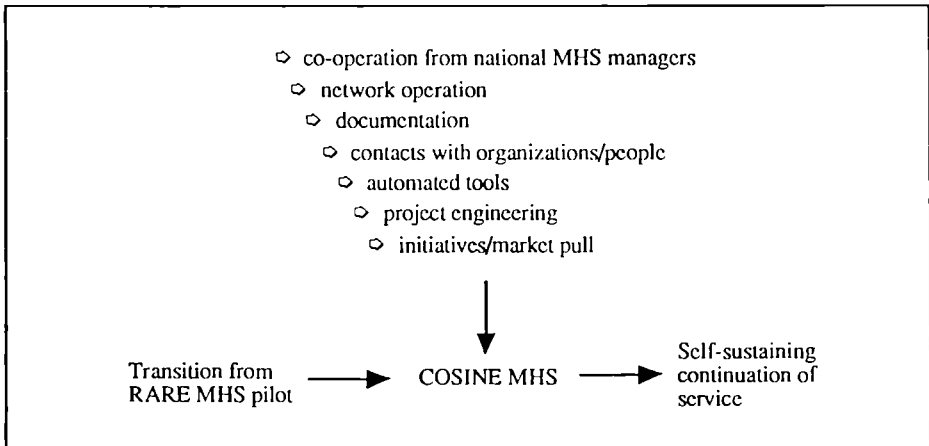 ➪ co-operation from national MHS managers
➪ network operation
➪ documentation
➪ contacts with organizations/people
➪ automated tools
➪ project engineering
➪ initiatives/market pull
Transition from
RARE MHS pilot
COSINE MHS
Self-sustaining
continuation of
service